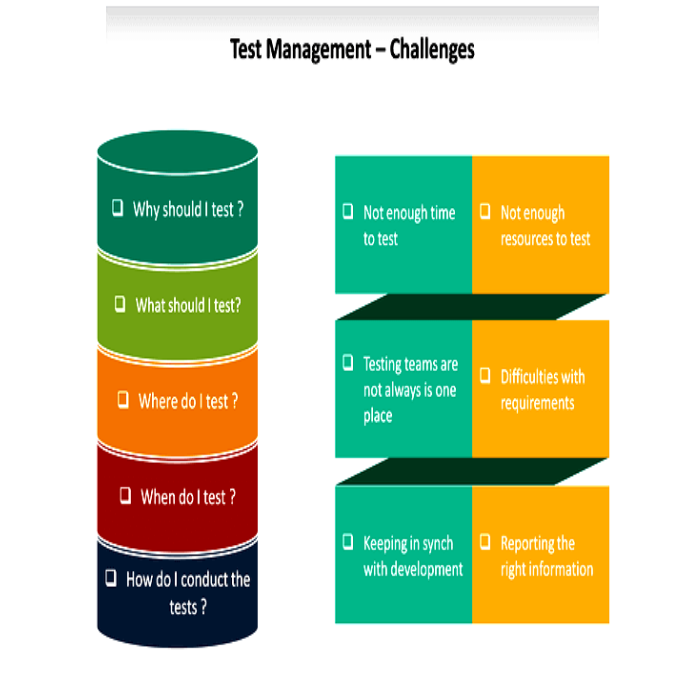 Test Management – Challenges
❑ Why should I test ?
❑ What should I test?
❑ Where do I test ?
❑ When do I test ?
❑ How do I conduct the
tests ?
❑ Not enough time
to test
❑ Not enough
resources to test
❑ Testing teams are
not always is one
place
❑ Difficulties with
requirements
❑ Keeping in synch
with development
❑ Reporting the
right information